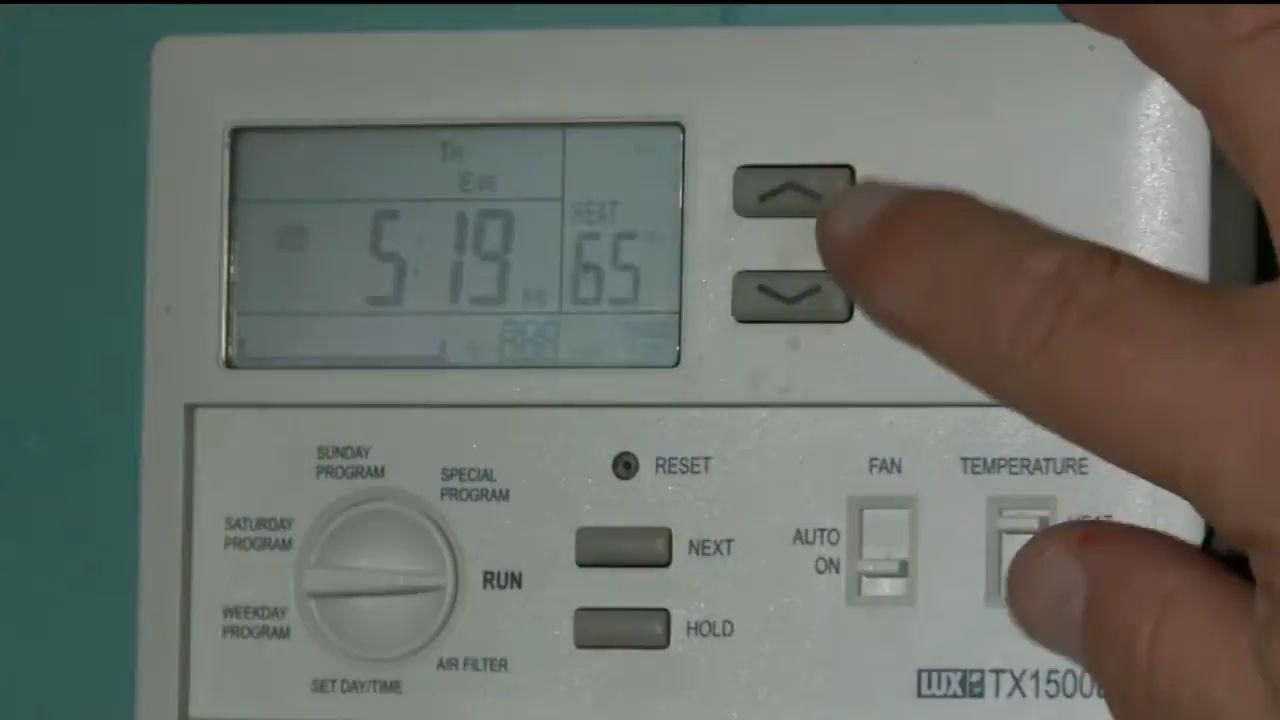 TH
EVE
5:19 PM
HEAT
65
SUNDAY
PROGRAM
SPECIAL
PROGRAM
SATURDAY
PROGRAM
RUN
WEEKDAY
PROGRAM
AIR FILTER
SET DAY/TIME
RESET
NEXT
HOLD
FAN
AUTO
ON
TEMPERATURE
HEAT
LUX TX1500